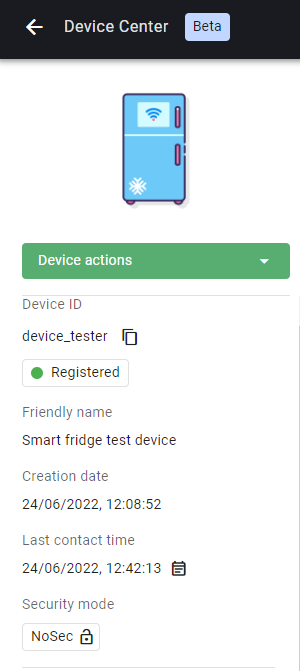 Device Center Beta
Device actions
Device ID
device_tester
Registered
Friendly name
Smart fridge test device
Creation date
24/06/2022, 12:08:52
Last contact time
24/06/2022, 12:42:13
Security mode
NoSec